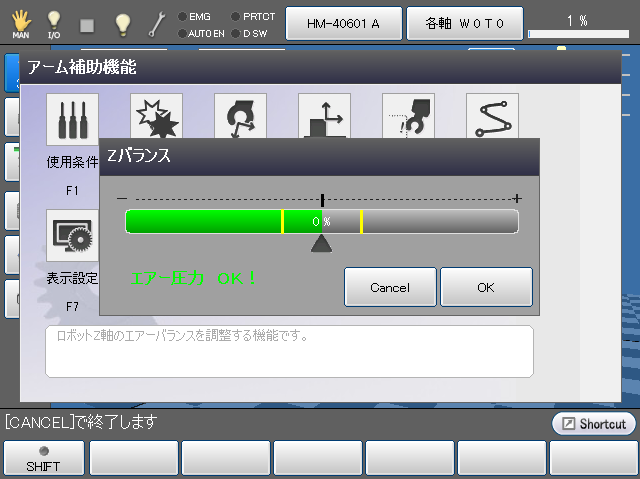 MAN
I/O
EMG
PRTCT
AUTO EN
D SW
HM-40601 A
各軸 W0T0
1 %
アーム補助機能
使用条件
F1
Zバランス
－
＋
0 %
エアー圧力 OK！
Cancel
OK
表示設定
F7
ロボットZ軸のエアーバランスを調整する機能です。
[CANCEL]で終了します
Shortcut
SHIFT